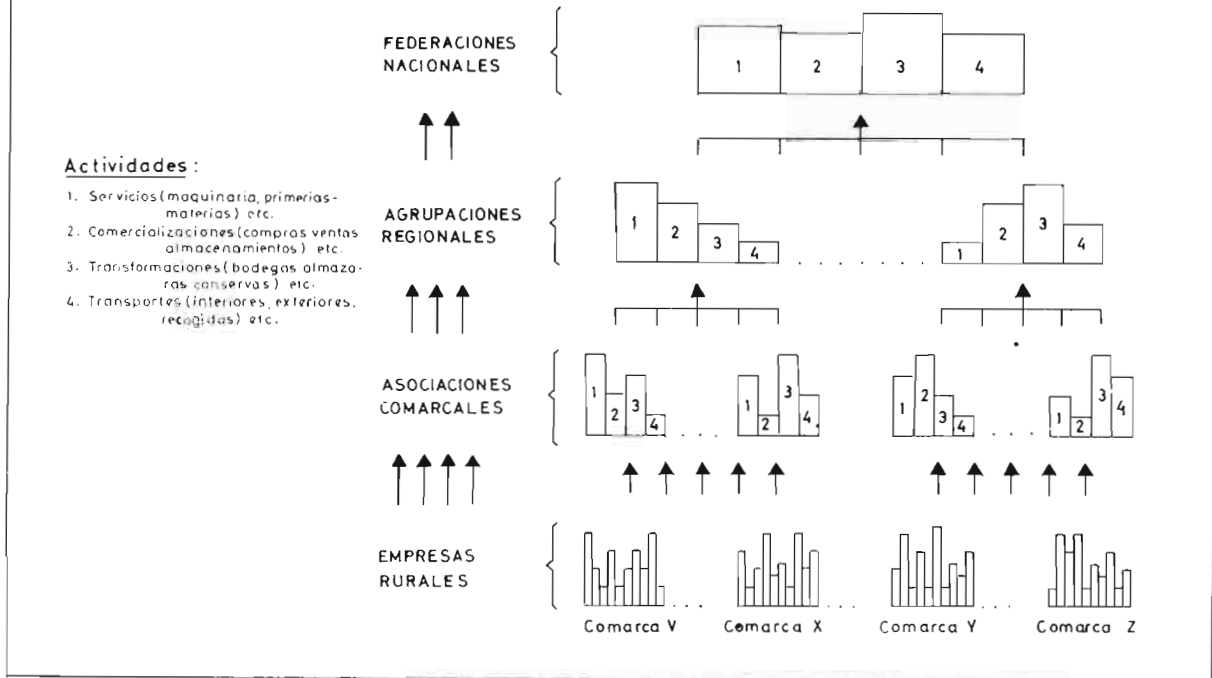 FEDERACIONES
NACIONALES
1 2 3 4
Actividades :
1. Servicios (maquinaria, primerias-
materias) etc.
2. Comercializaciones (compras ventas
almacenamientos) etc.
3. Transformaciones (bodegas almaza-
ras conservas) etc.
4. Transportes (interiores, exteriores,
recogidas) etc.
AGRUPACIONES
REGIONALES
1 2 3 4 1 2 3 4
ASOCIACIONES
COMARCALES
1 2 3 4 1 2 3 4 1 2 3 4 1 2 3 4
EMPRESAS
RURALES
Comarca V Comarca X Comarca Y Comarca Z